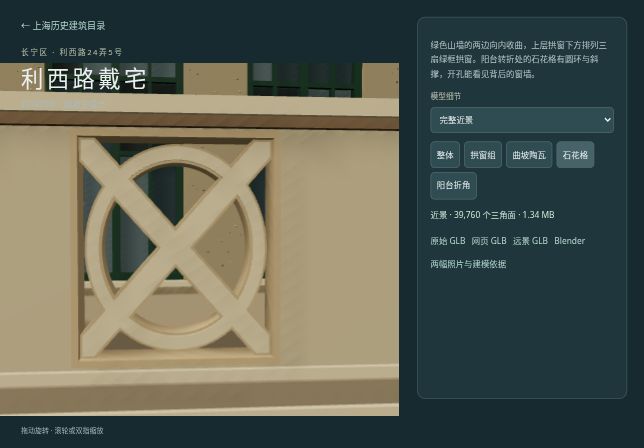 ← 上海历史建筑目录
长宁区 · 利西路24弄5号
利西路戴宅
绿色山墙的两边向内收曲，上层拱窗下方排列三
扇绿框拱窗。阳台转折处的石花格有圆环与斜
撑，开孔能看见背后的窗墙。
模型细节
完整近景
整体 拱窗组 曲坡陶瓦 石花格
阳台折角
近景 · 39,760 个三角面 · 1.34 MB
原始 GLB 网页 GLB 远景 GLB Blender
两幅照片与建模依据
拖动旋转 · 滚轮或双指缩放